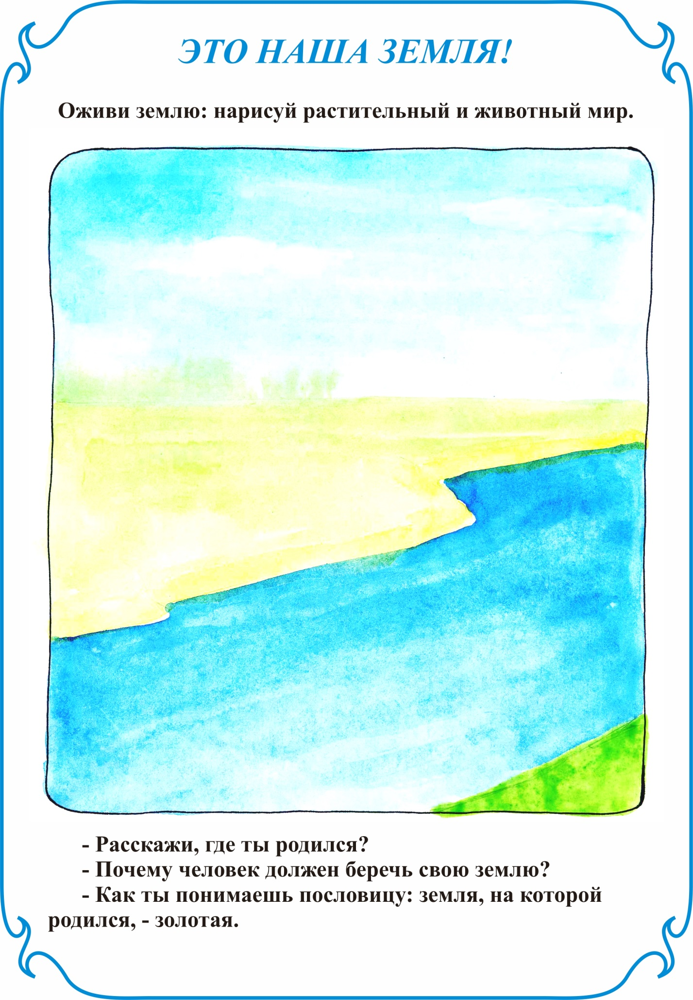 ЭТО НАША ЗЕМЛЯ!
Оживи землю: нарисуй растительный и животный мир.
- Расскажи, где ты родился?
- Почему человек должен беречь свою землю?
- Как ты понимаешь пословицу: земля, на которой
родился, - золотая.